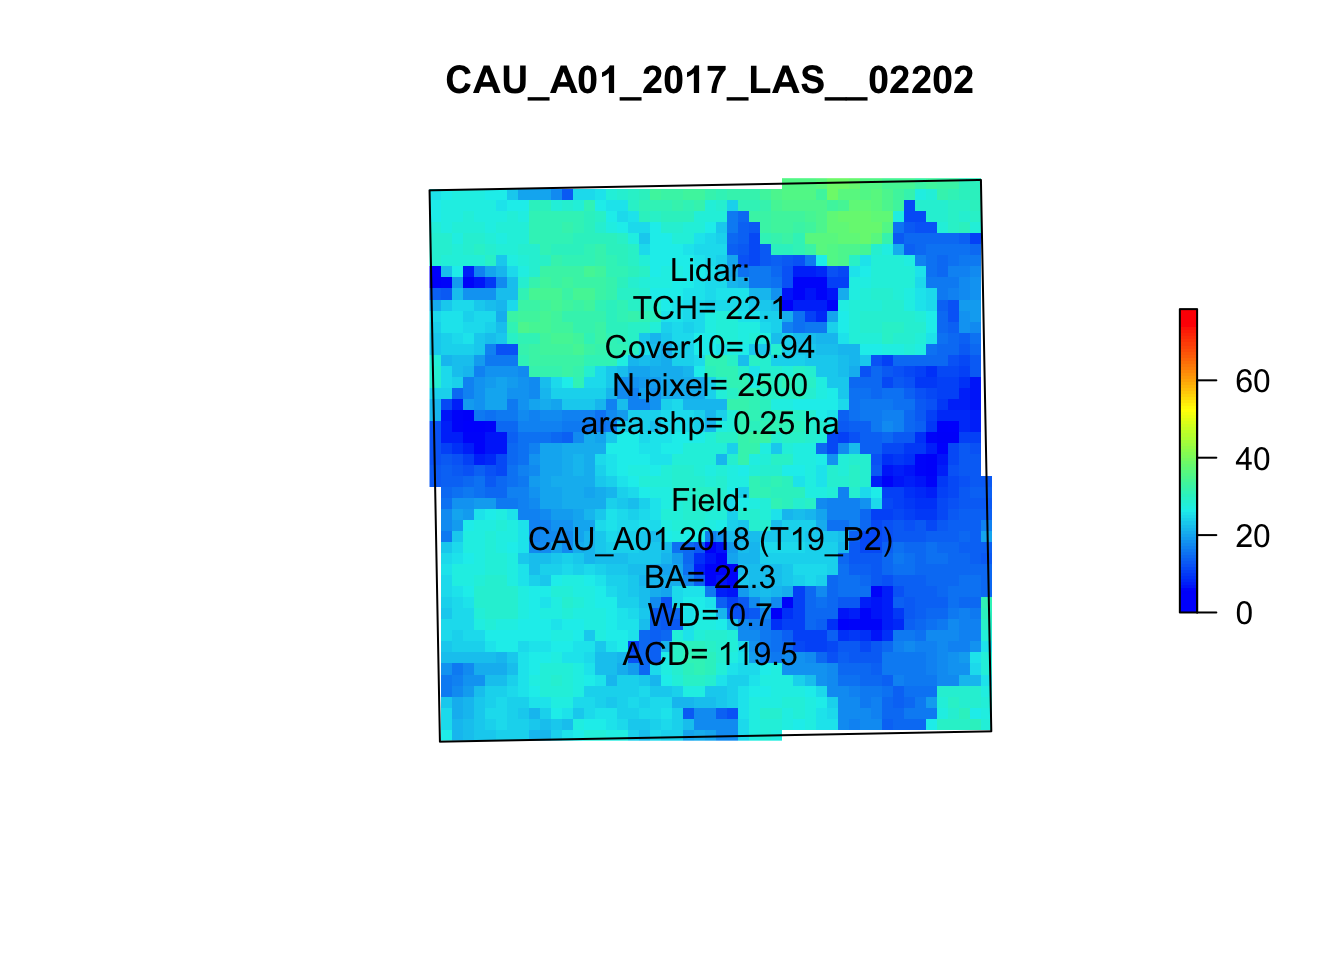 CAU_A01_2017_LAS__02202
Lidar:
TCH= 22.1
Cover10= 0.94
N.pixel= 2500
area.shp= 0.25 ha
Field:
CAU_A01 2018 (T19_P2)
BA= 22.3
WD= 0.7
ACD= 119.5
60
40
20
0